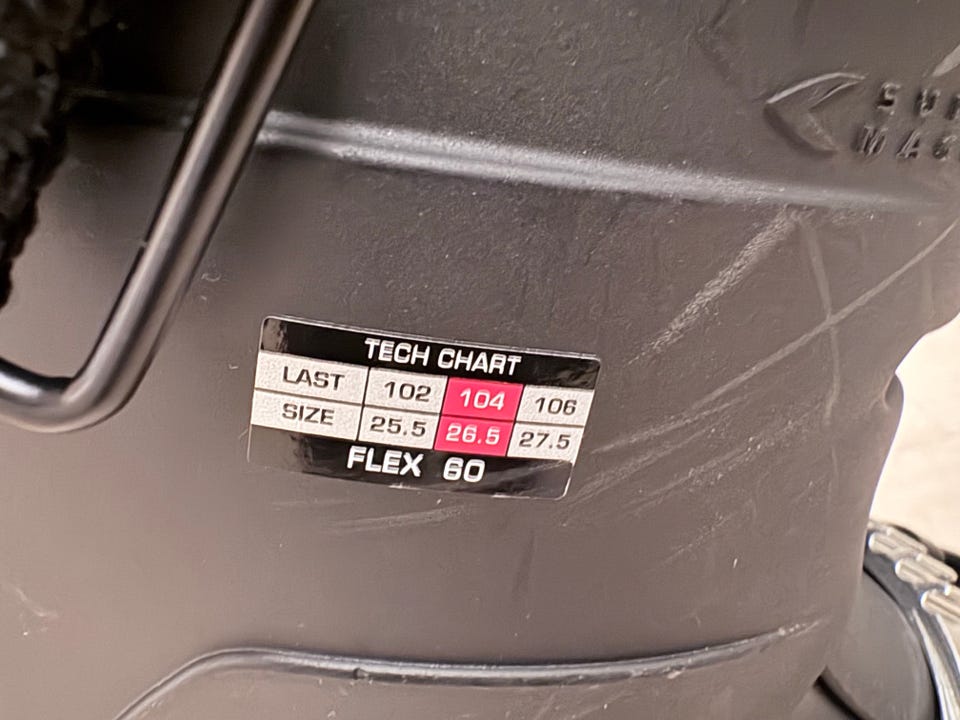 TECH CHART
LAST 102 104 106
SIZE 25.5 26.5 27.5
FLEX 60